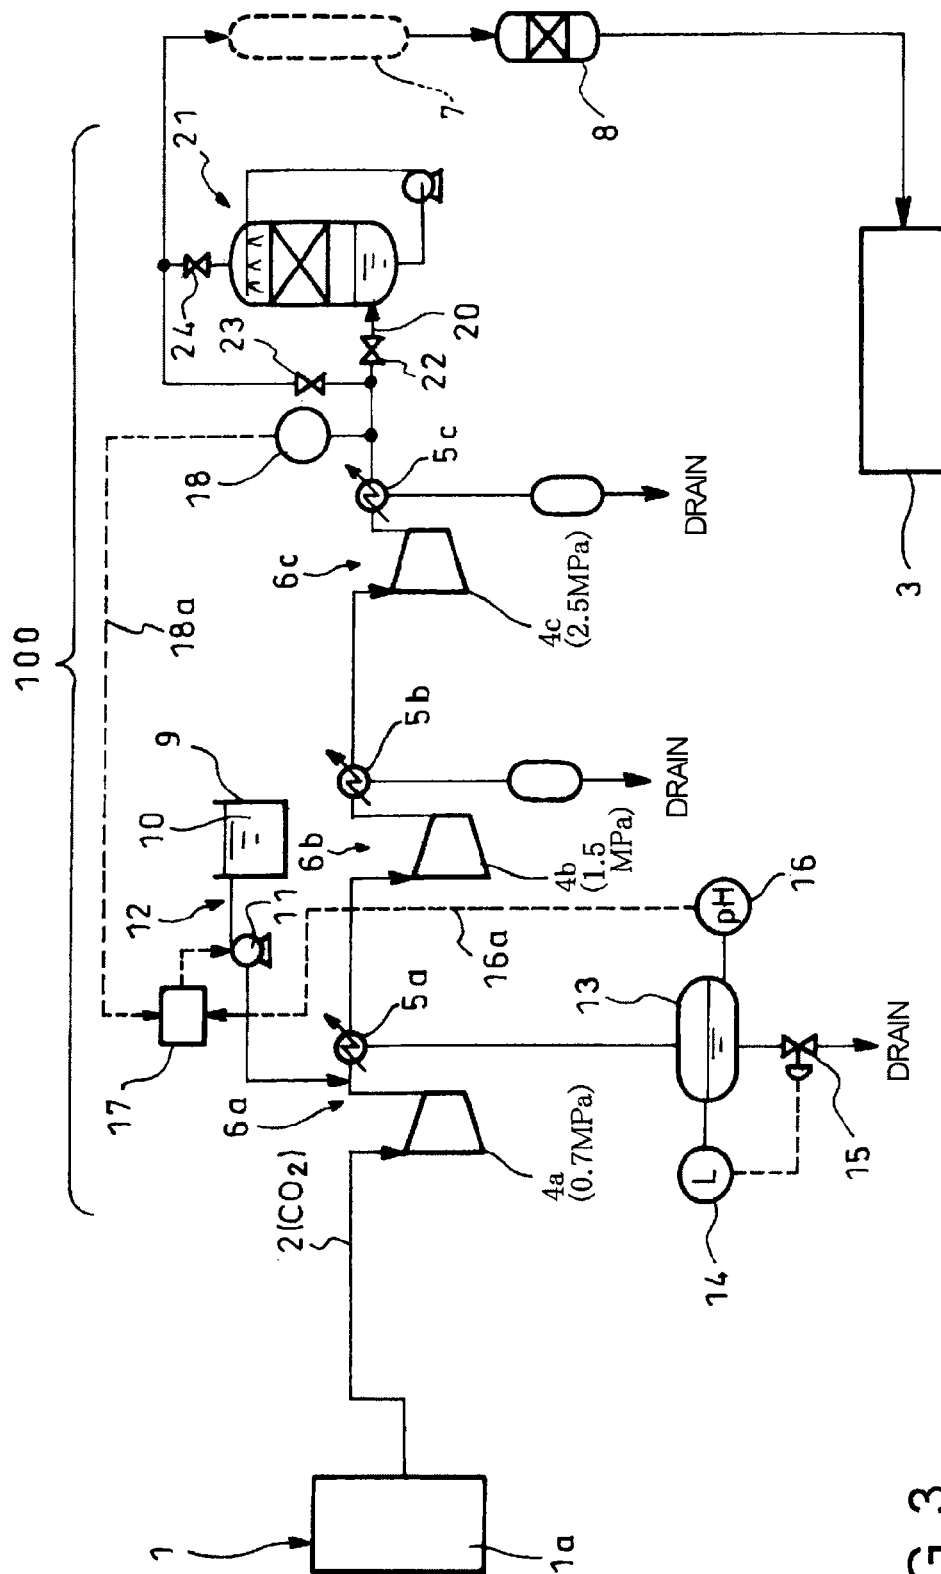 100
21
7
8
24
23
20
22
18
18a
5c
DRAIN
3
6c
4c
(2.5MPa)
9
10
12
11
5b
DRAIN
6b
4b
(1.5
MPa)
17
16a
16
pH
13
5a
6a
DRAIN
15
L
14
4a
(0.7MPa)
2(CO2)
1
1a
G 3